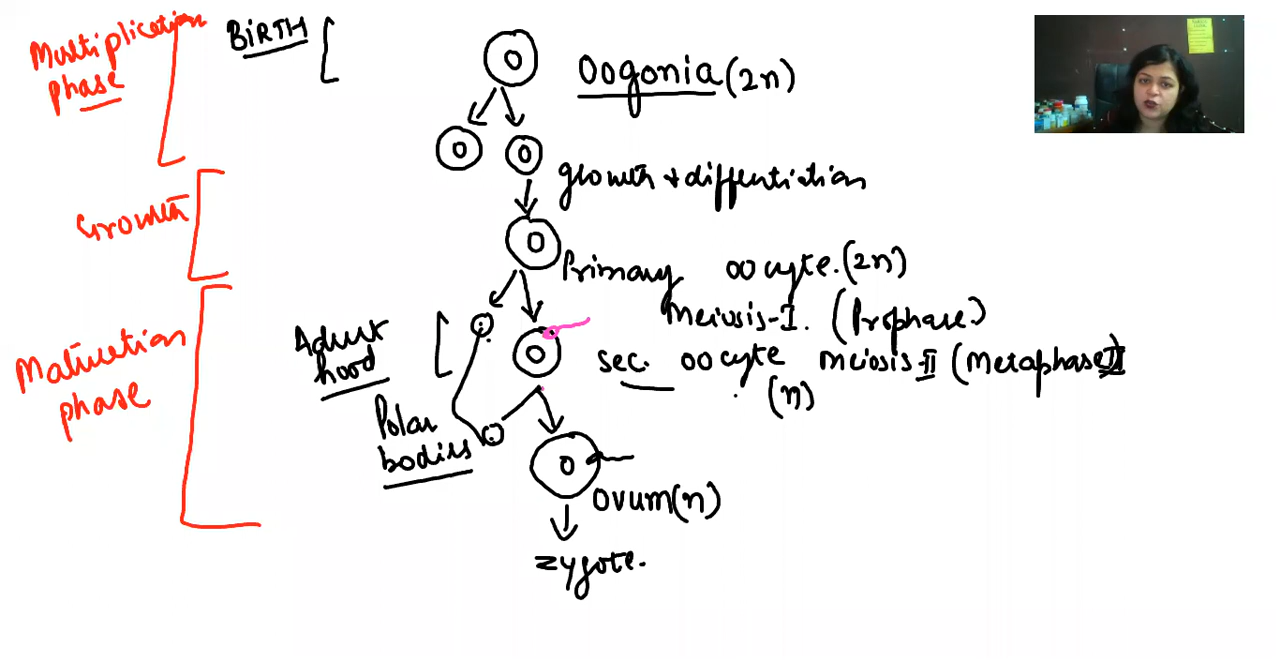 Multiplication
phase
BIRTH
Oogonia (2n)
growth & differntiation
Growth
Primary oocyte. (2n)
Meiosis-I. (Prophase)
Adult
hood
sec. oocyte meiosis II (Metaphase II)
(n)
Maturation
phase
Polar
bodies
ovum(n)
zygote.